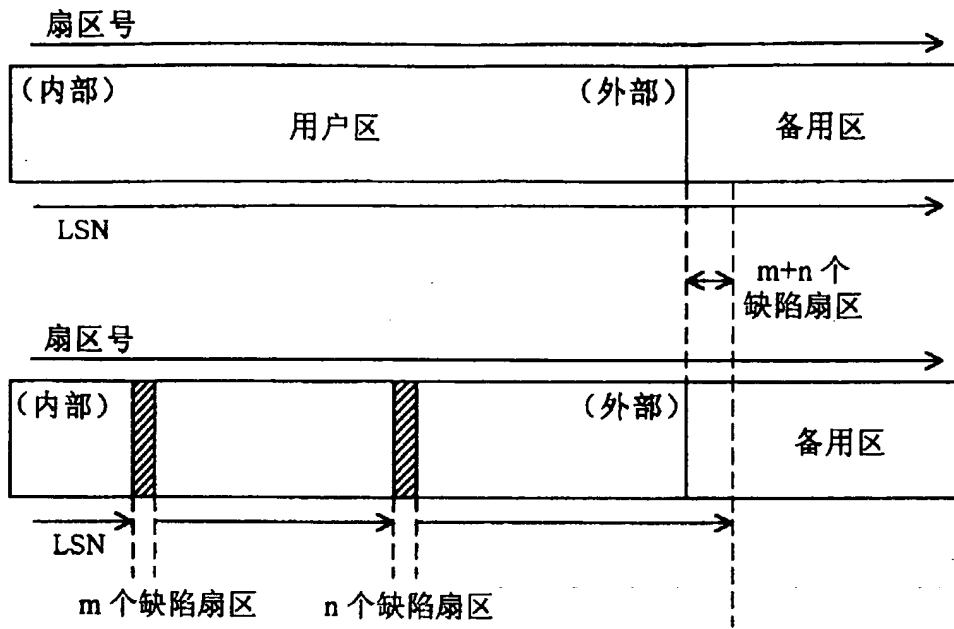 扇区号
(内部)
(外部)
用户区
备用区
LSN
m+n 个
缺陷扇区
扇区号
(内部)
(外部)
备用区
LSN
m 个缺陷扇区
n 个缺陷扇区